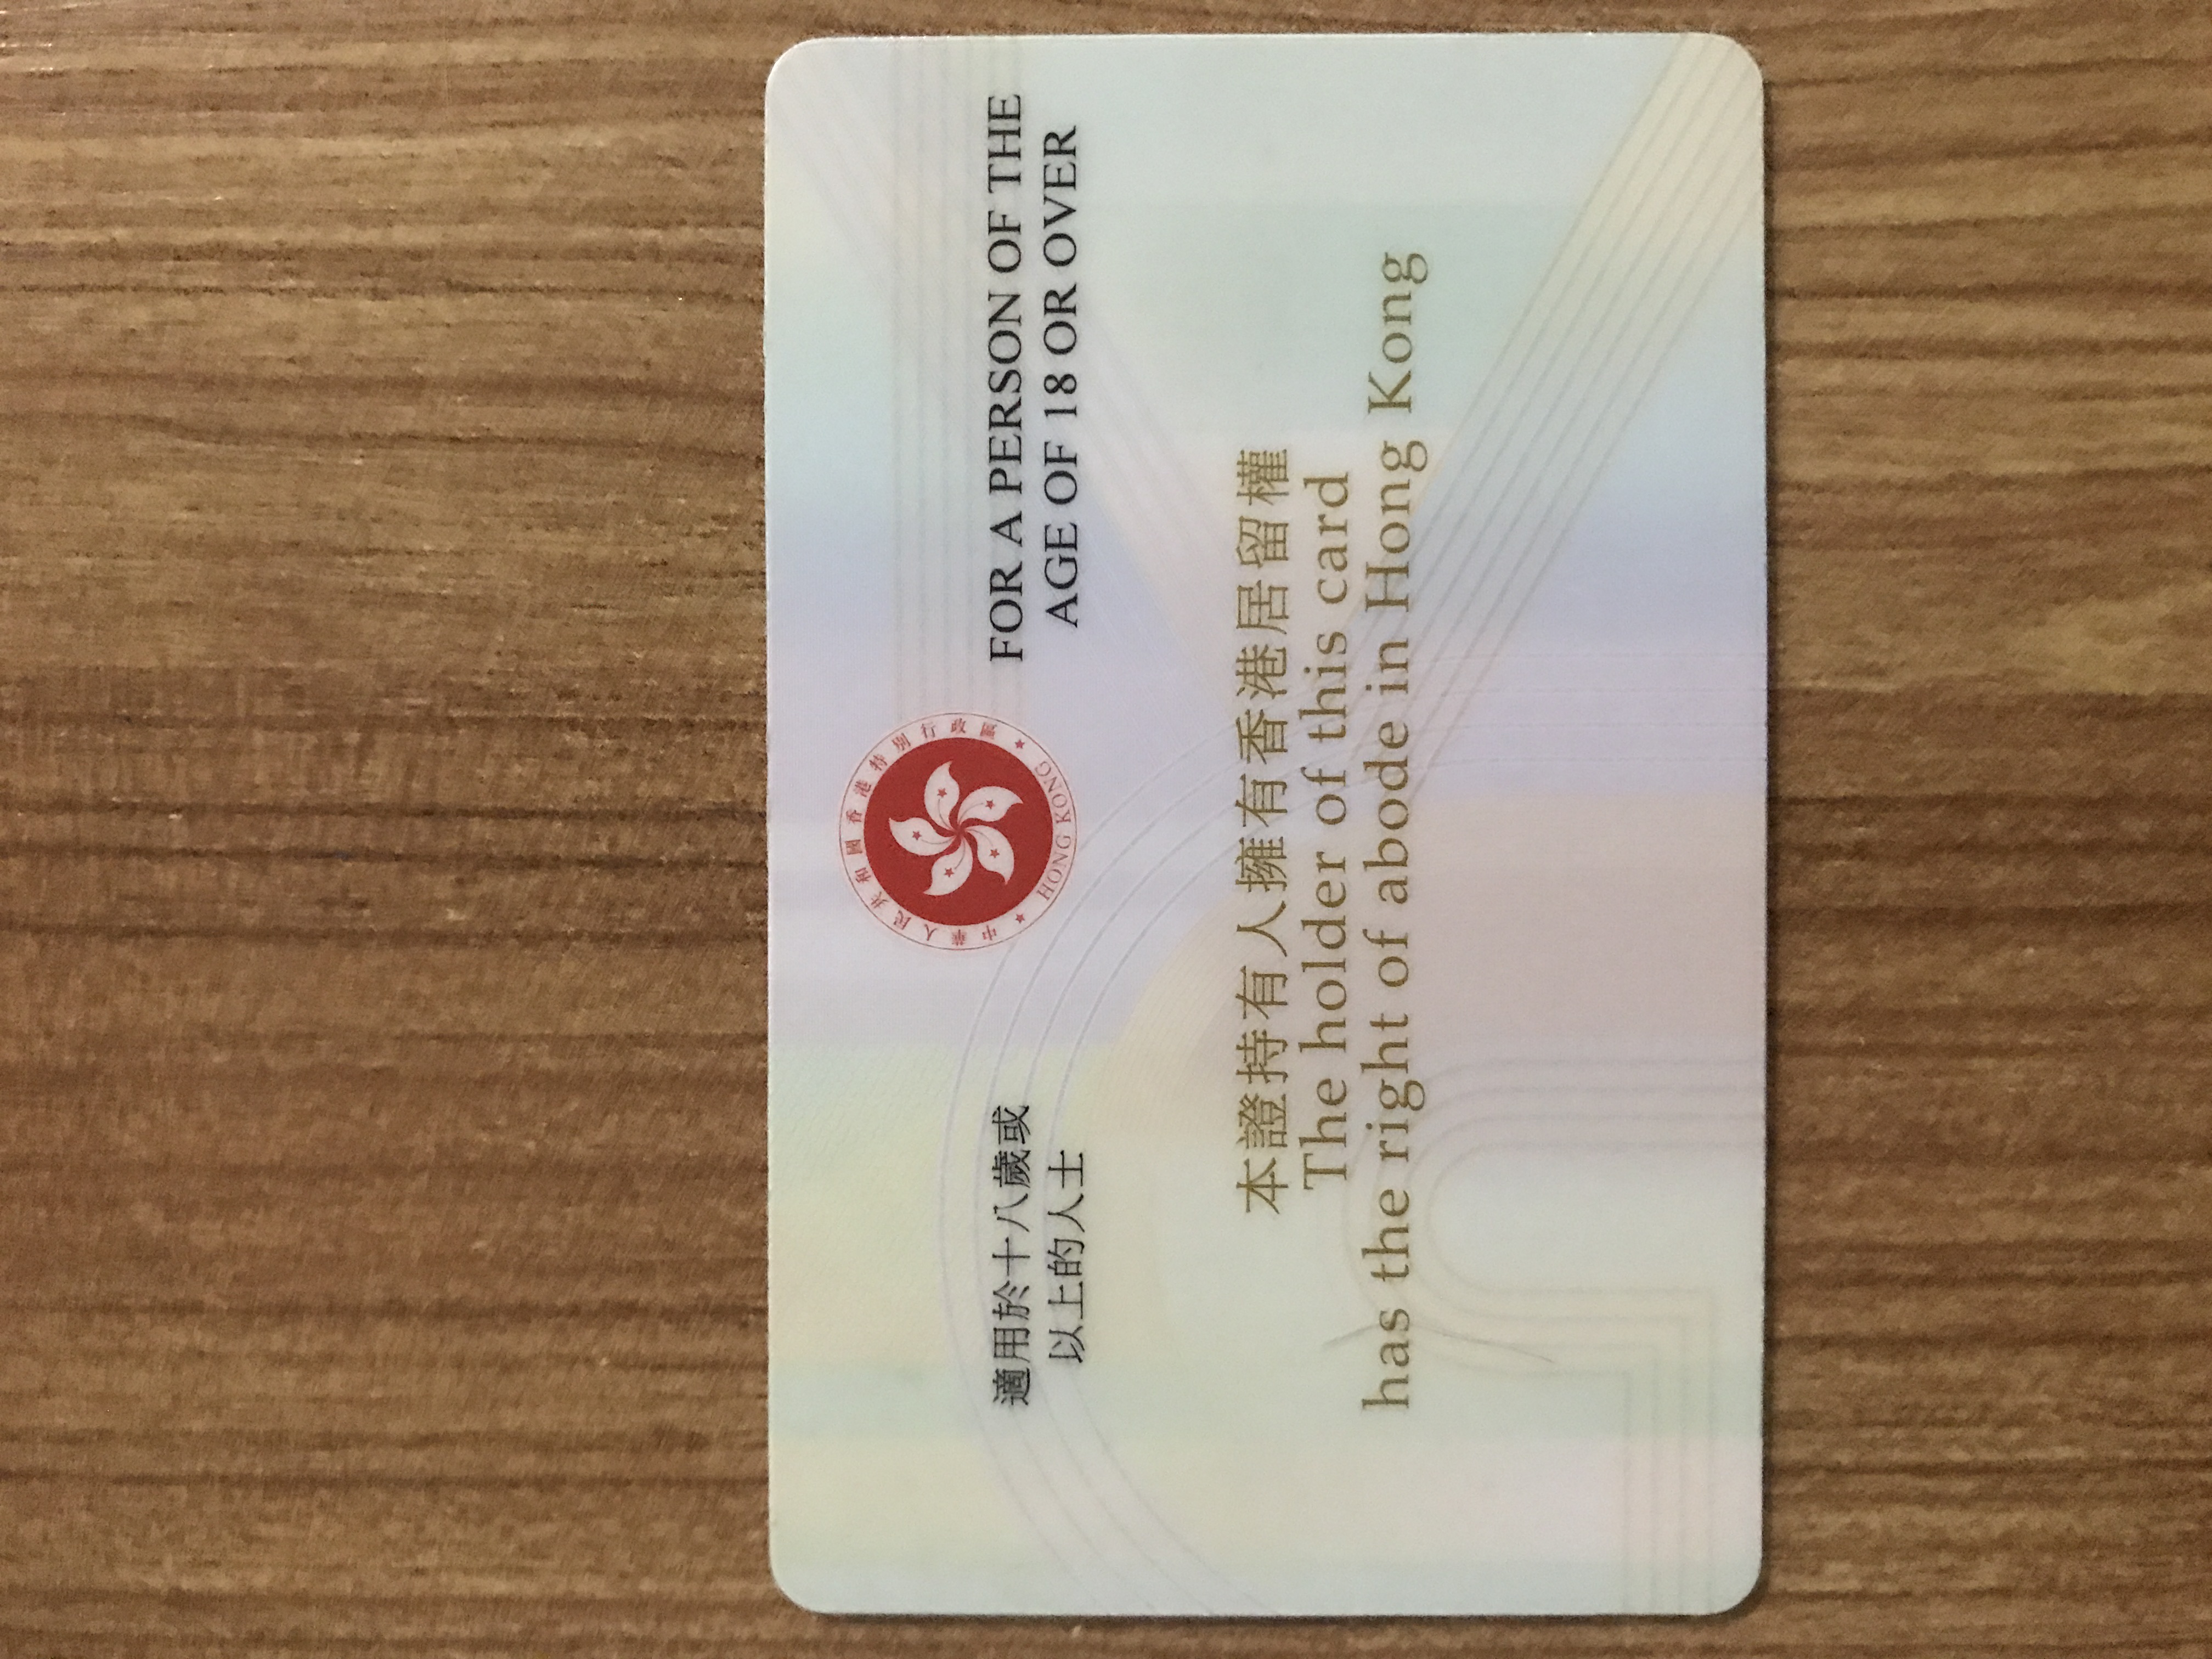 中華人民共和國香港特別行政區
HONG KONG
適用於十八歲或
以上的人士
FOR A PERSON OF THE
AGE OF 18 OR OVER
本證持有人擁有香港居留權
The holder of this card
has the right of abode in Hong Kong